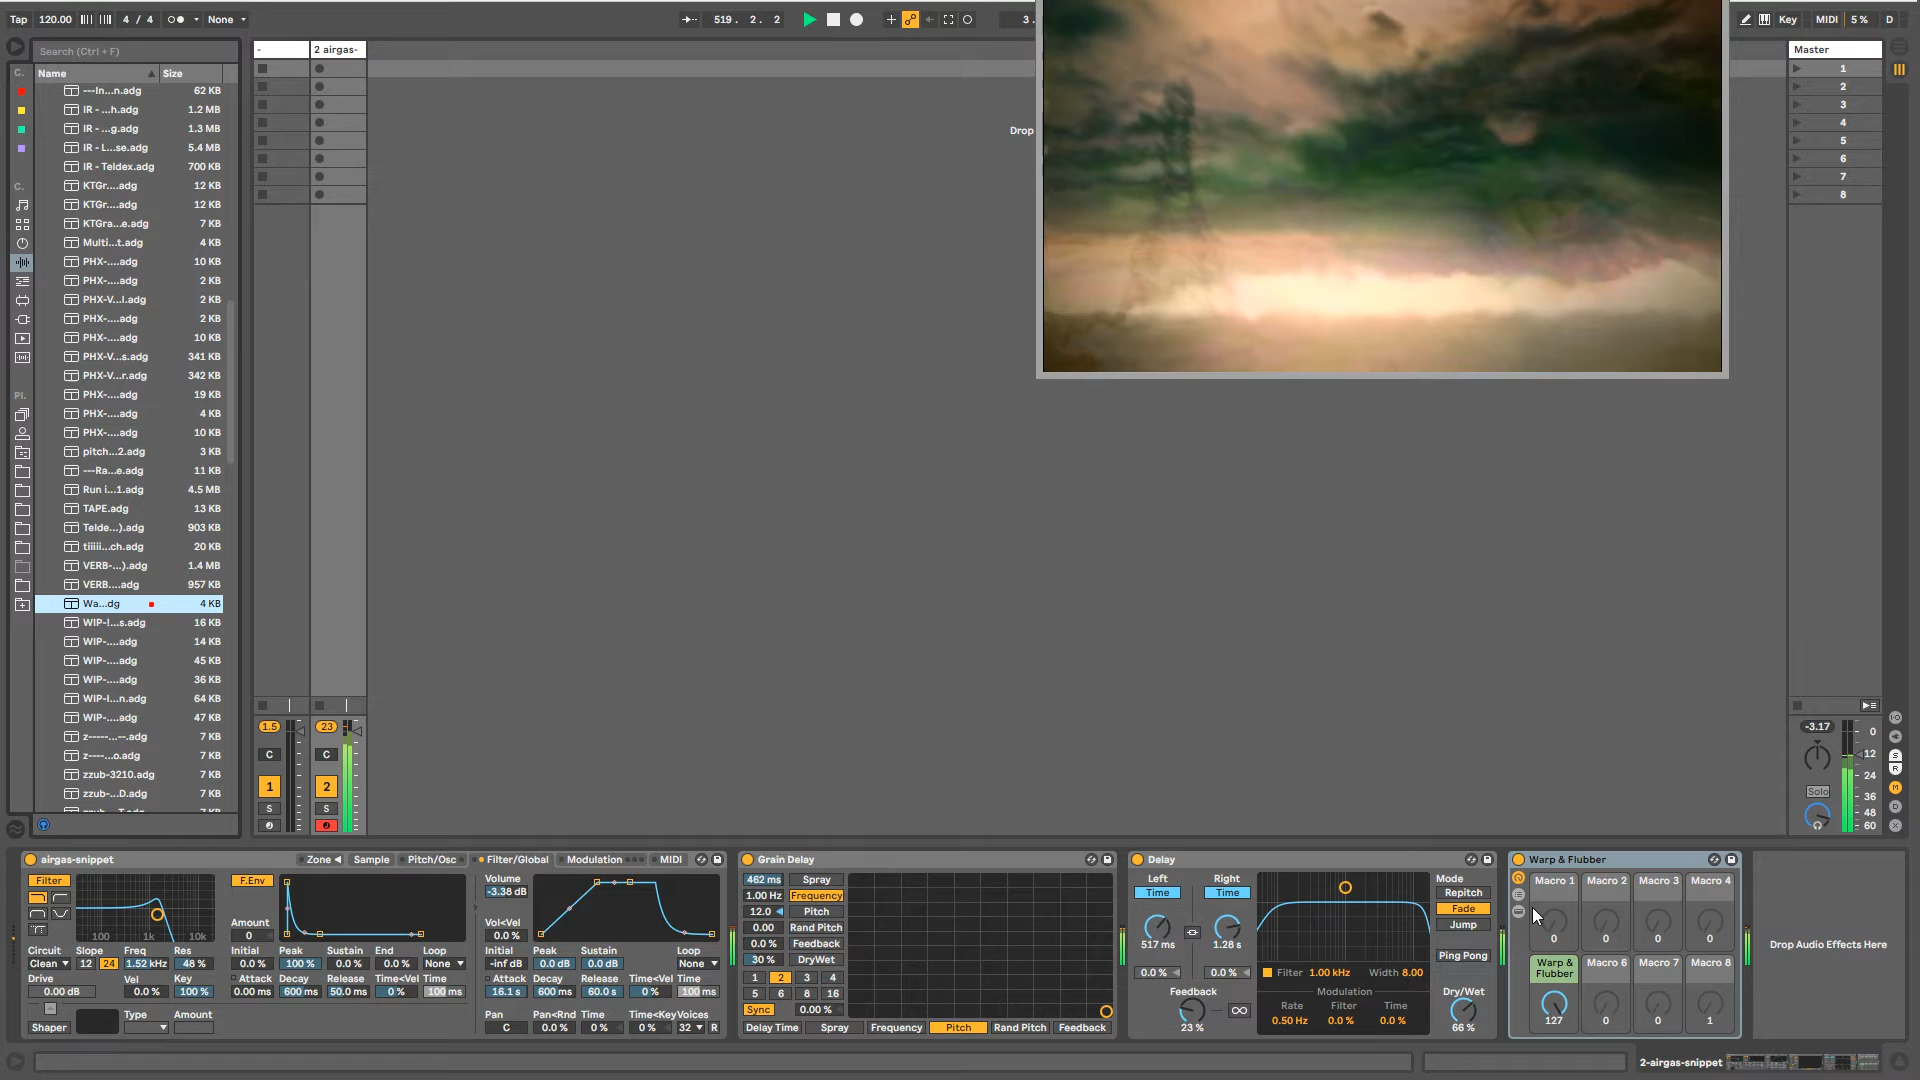 Tap 120.00 4 / 4 None 519 . 2 . 2 3 . Key MIDI 5 % D
Search (Ctrl + F)
- 2 airgas- Master
C. Name Size
---In...n.adg 62 KB
IR - ...h.adg 1.2 MB
IR - ...g.adg 1.3 MB
IR - L...se.adg 5.4 MB
IR - Teldex.adg 700 KB
KTGr....adg 12 KB
C.
KTGr....adg 12 KB
KTGra...e.adg 7 KB
Multi...t.adg 4 KB
PHX-....adg 10 KB
PHX-....adg 2 KB
PHX-V...l.adg 2 KB
PHX-....adg 2 KB
PHX-....adg 10 KB
PHX-V...s.adg 341 KB
PHX-V...r.adg 342 KB
PHX-....adg 19 KB
Pl.
PHX-....adg 4 KB
PHX-....adg 10 KB
pitch...2.adg 3 KB
---Ra...e.adg 11 KB
Run i...1.adg 4.5 MB
TAPE.adg 13 KB
Telde...).adg 903 KB
tiiiii...ch.adg 20 KB
VERB-...).adg 1.4 MB
VERB....adg 957 KB
Wa...dg 4 KB
WIP-!...s.adg 16 KB
WIP-....adg 14 KB
WIP-....adg 45 KB
WIP-....adg 36 KB
WIP-I...n.adg 64 KB
WIP-....adg 47 KB
z-----...--.adg 7 KB
z----...o.adg 7 KB
zzub-3210.adg 7 KB
zzub-...D.adg 7 KB
Drop
1
2
3
4
5
6
7
8
1.5 23 -3.17 0
C C 12
1 2 24
36
S S Solo 48
60
S
R
M
D
X
airgas-snippet Zone Sample Pitch/Osc Filter/Global Modulation MIDI
Filter F.Env Volume
-3.38 dB
100 1k 10k
Amount Vol<Vel
0 0.0 %
Circuit Slope Freq Res Initial Peak Sustain End Loop Initial Peak Sustain Loop
Clean 12 24 1.52 kHz 48 % 0.0 % 100 % 0.0 % 0.0 % None -inf dB 0.0 dB 0.0 dB None
Drive Vel Key Attack Decay Release Time<Vel Time Attack Decay Release Time<Vel Time
0.00 dB 0.0 % 100 % 0.00 ms 600 ms 50.0 ms 0 % 100 ms 16.1 s 600 ms 60.0 s 0 % 100 ms
Type Amount Pan Pan<Rnd Time Time<Key Voices
Shaper C 0.0 % 0 % 0 % 32 R
Grain Delay
462 ms Spray
1.00 Hz Frequency
12.0 Pitch
0.00 Rand Pitch
0.0 % Feedback
30 % DryWet
1 2 3 4
5 6 8 16
Sync 0.00 %
Delay Time Spray Frequency Pitch Rand Pitch Feedback
Delay
Left Right Mode
Time Time Repitch
Fade
Jump
517 ms 1.28 s
Ping Pong
0.0 % 0.0 % Filter 1.00 kHz Width 8.00
Feedback Modulation Dry/Wet
Rate Filter Time
23 % 0.50 Hz 0.0 % 0.0 % 66 %
Warp & Flubber
Macro 1 Macro 2 Macro 3 Macro 4
0 0 0 0
Warp & Flubber Macro 6 Macro 7 Macro 8
127 0 0 1
Drop Audio Effects Here
2-airgas-snippet